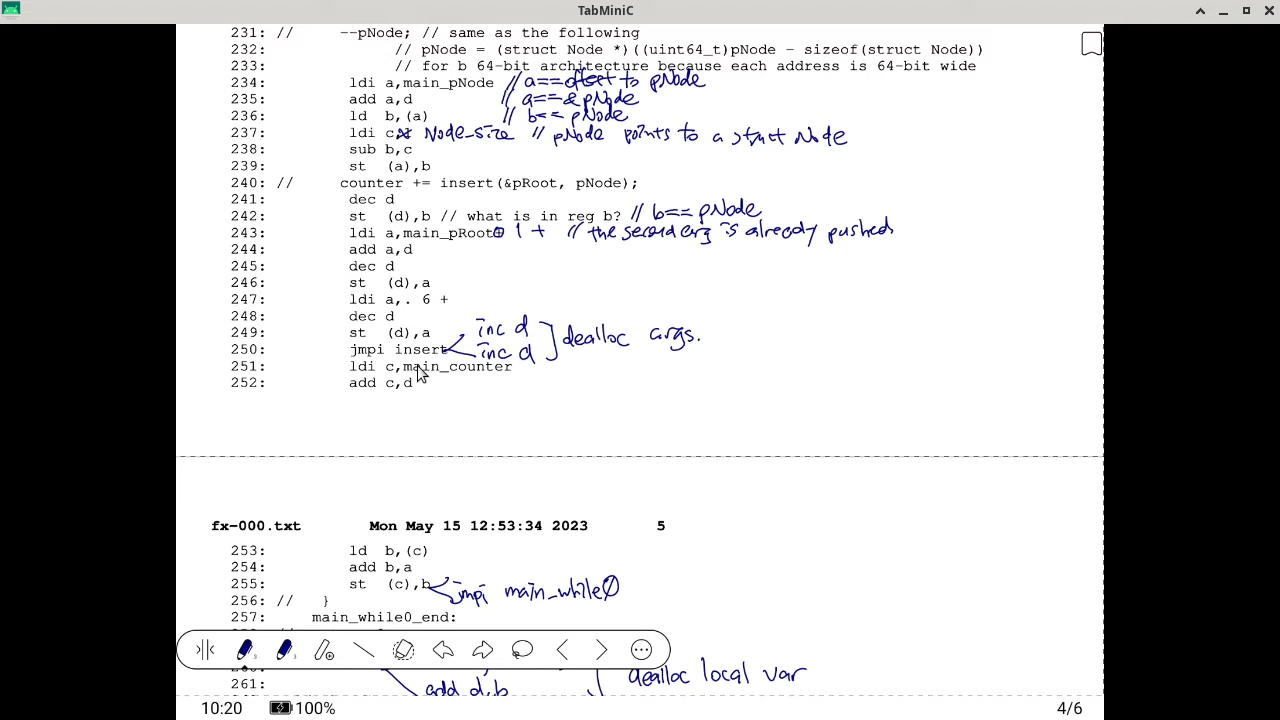 TabMiniC
231: //      --pNode; // same as the following
232:             // pNode = (struct Node *)((uint64_t)pNode - sizeof(struct Node))
233:             // for b 64-bit architecture because each address is 64-bit wide
234:        ldi a,main_pNode // a== offset to pNode
235:        add a,d // a== & pNode
236:        ld  b,(a) // b== pNode
237:        ldi c, Node_size // pNode points to a struct Node
238:        sub b,c
239:        st  (a),b
240: //      counter += insert(&pRoot, pNode);
241:        dec d
242:        st  (d),b // what is in reg b? // b== pNode
243:        ldi a,main_pRoot 1 + // the second arg is already pushed
244:        add a,d
245:        dec d
246:        st  (d),a
247:        ldi a,. 6 +
248:        dec d
249:        st  (d),a
inc d
250:        jmpi insert
inc d
dealloc args.
251:        ldi c,main_counter
252:        add c,d
fx-000.txt Mon May 15 12:53:34 2023 5
253:        ld  b,(c)
254:        add b,a
255:        st  (c),b jmpi main_while0
256: //    }
257:    main_while0_end:
261:
add d,b
dealloc local var
10:20 100% 4/6